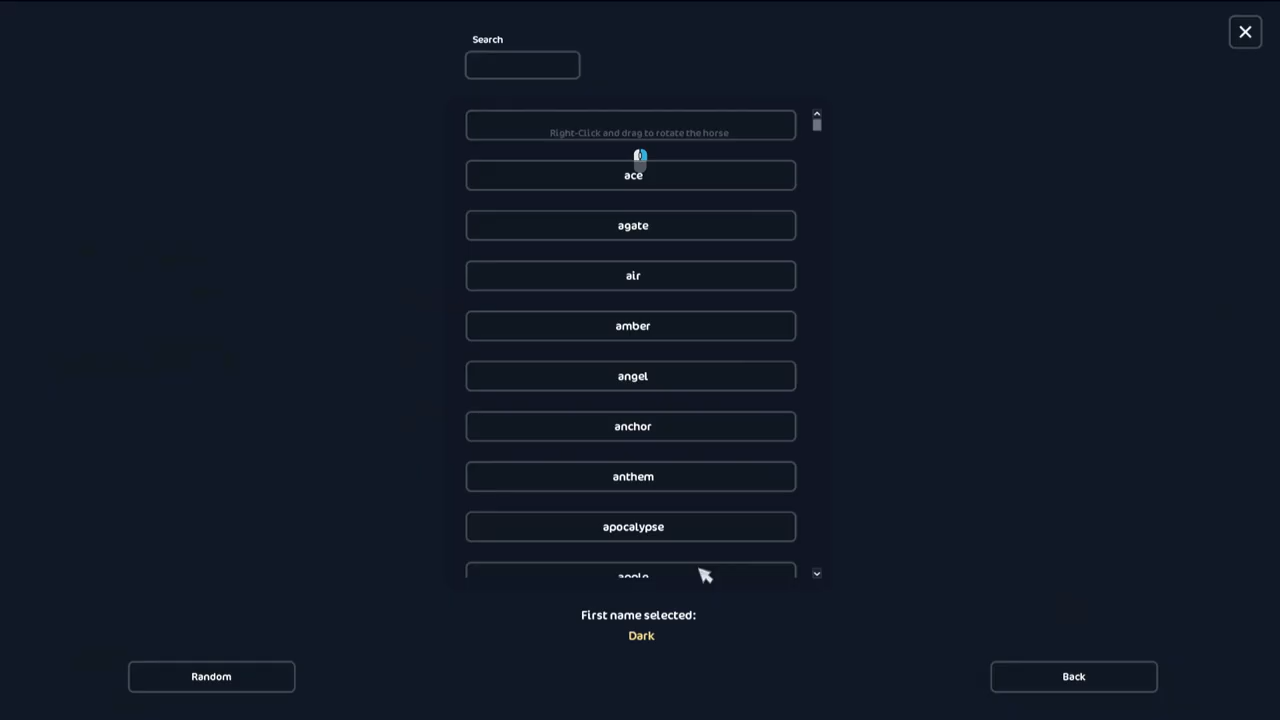 Search
Right-Click and drag to rotate the horse
ace
agate
air
amber
angel
anchor
anthem
apocalypse
apple
First name selected:
Dark
Random
Back